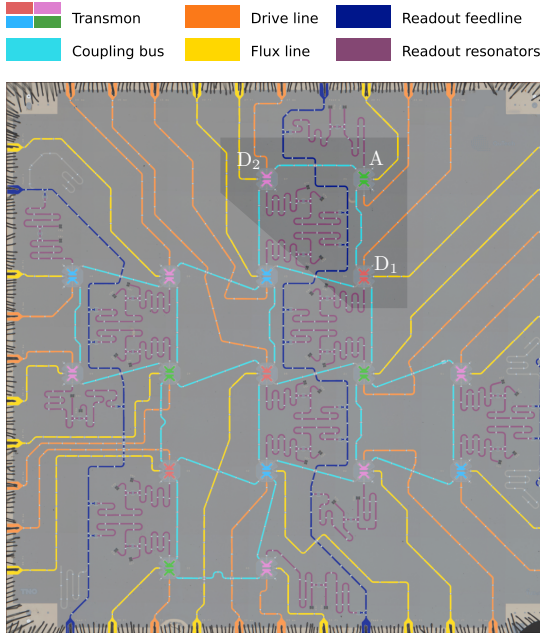 Transmon
Drive line
Readout feedline
Coupling bus
Flux line
Readout resonators
D2
A
D1